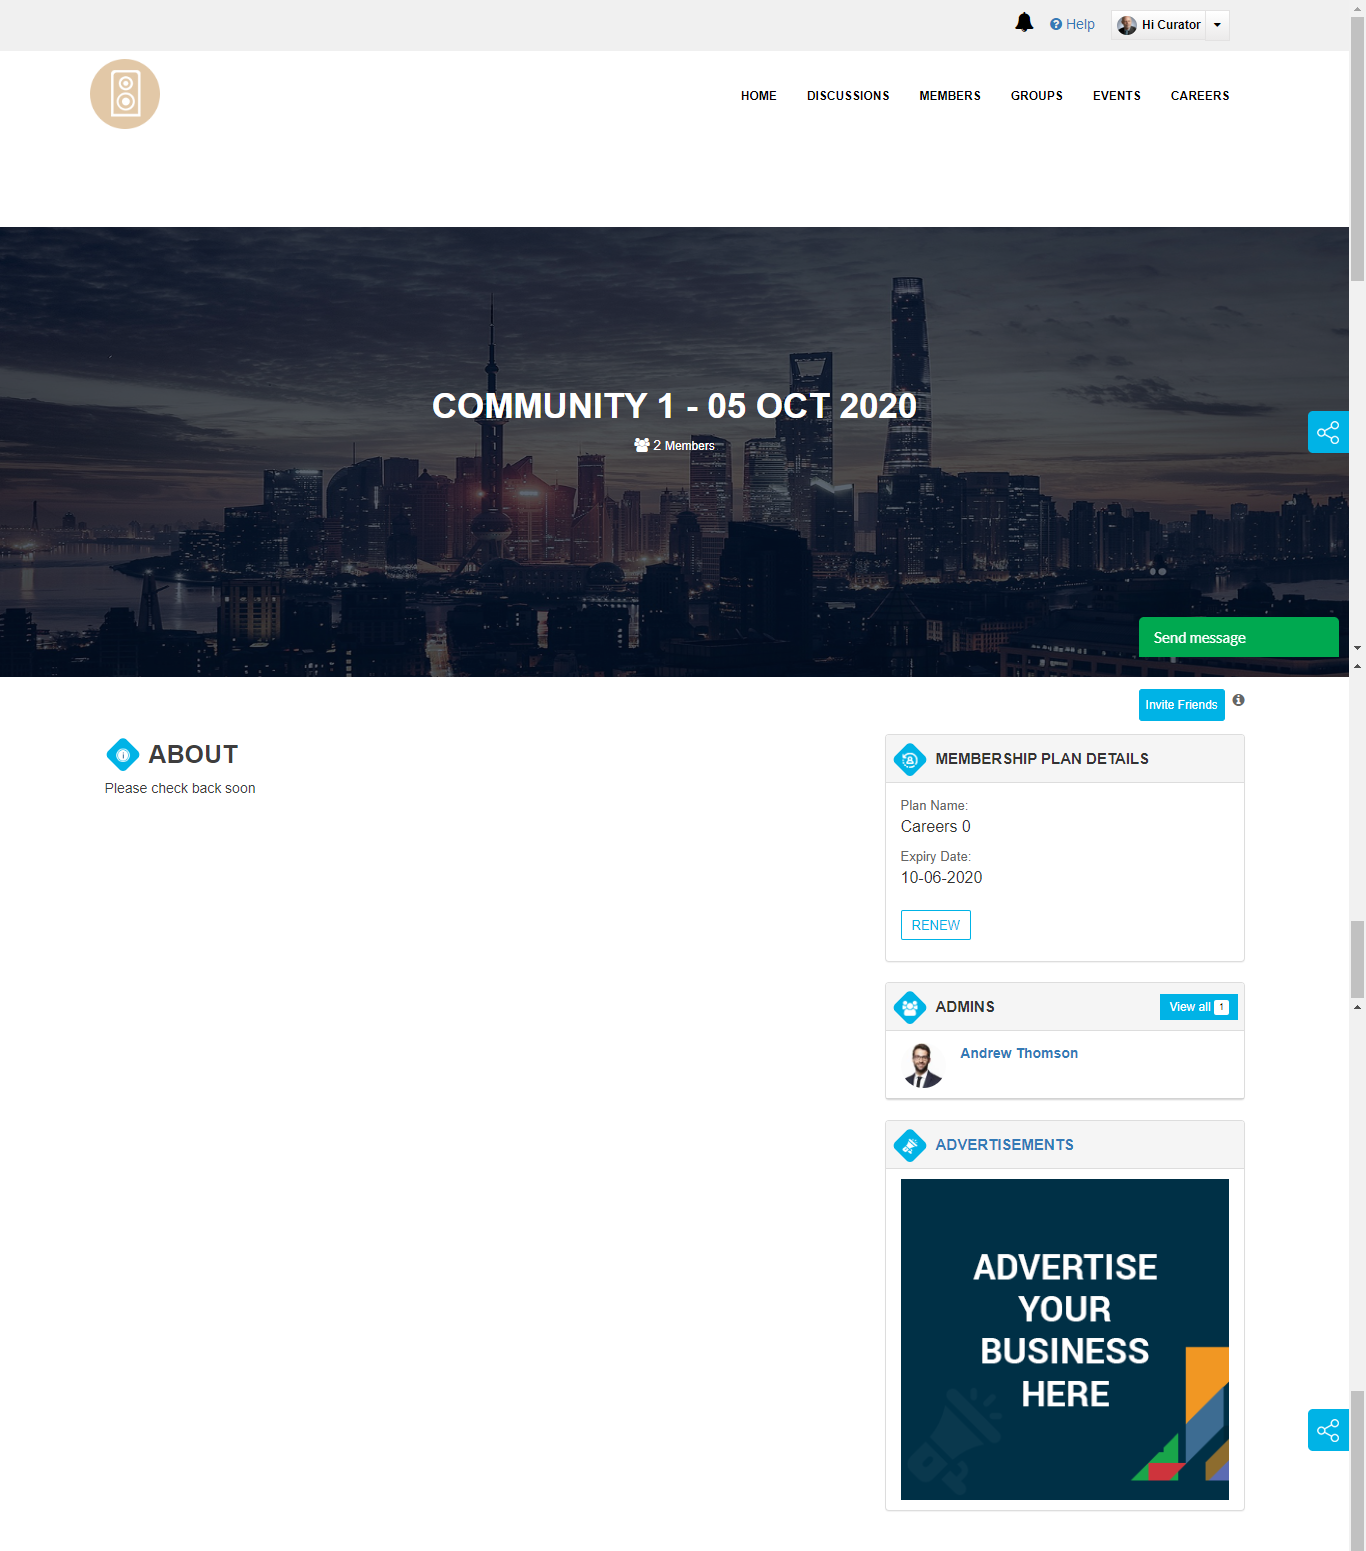 Help
Hi Curator
HOME
DISCUSSIONS
MEMBERS
GROUPS
EVENTS
CAREERS
COMMUNITY 1 - 05 OCT 2020
2 Members
Send message
Invite Friends
ABOUT
Please check back soon
MEMBERSHIP PLAN DETAILS
Plan Name:
Careers 0
Expiry Date:
10-06-2020
RENEW
ADMINS
View all 1
Andrew Thomson
ADVERTISEMENTS
ADVERTISE
YOUR
BUSINESS
HERE